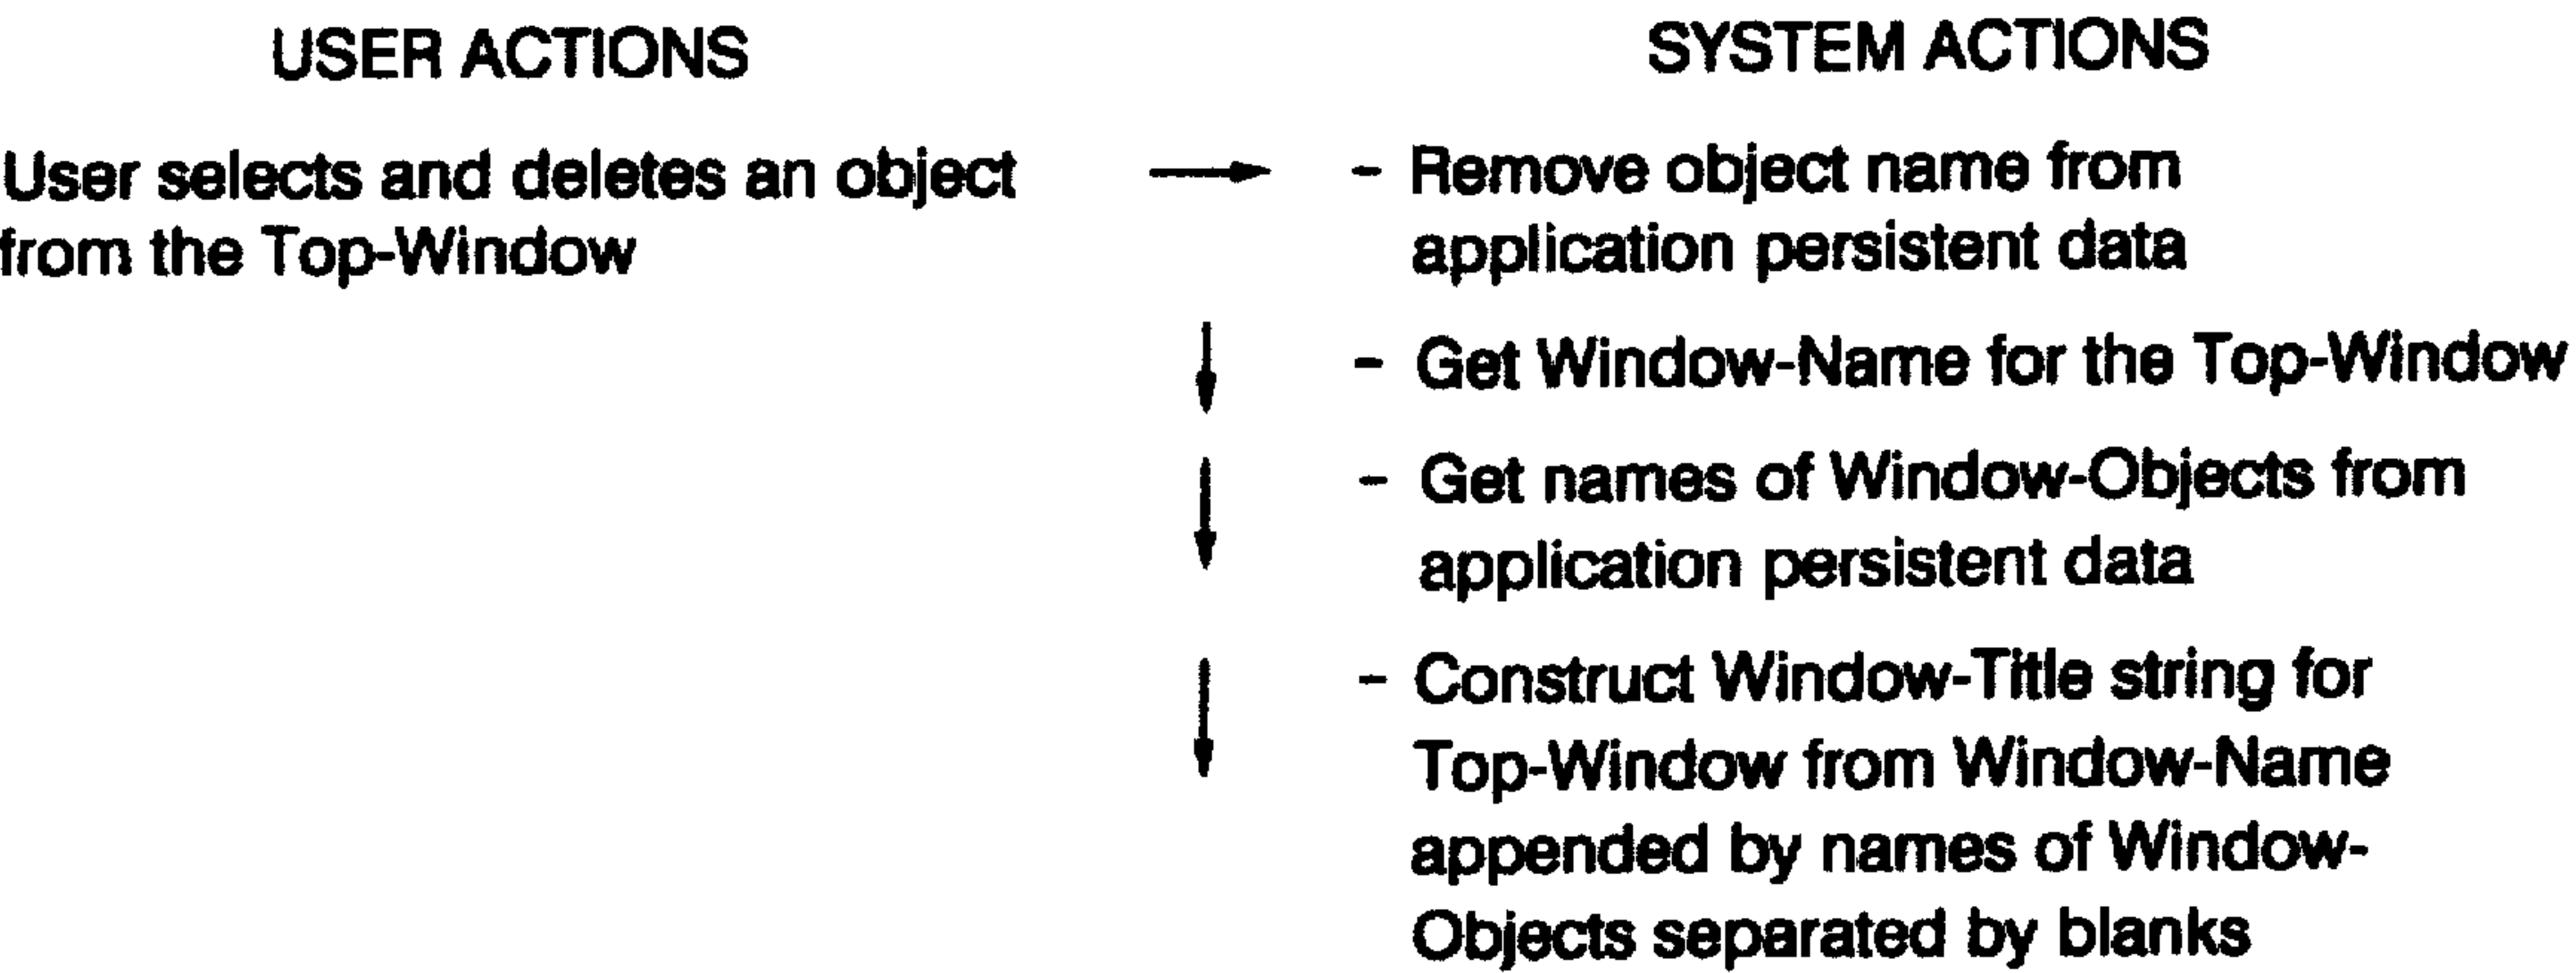 USER ACTIONS
SYSTEM ACTIONS
User selects and deletes an object
from the Top-Window
- Remove object name from
application persistent data
- Get Window-Name for the Top-Window
- Get names of Window-Objects from
application persistent data
- Construct Window-Title string for
Top-Window from Window-Name
appended by names of Window-
Objects separated by blanks